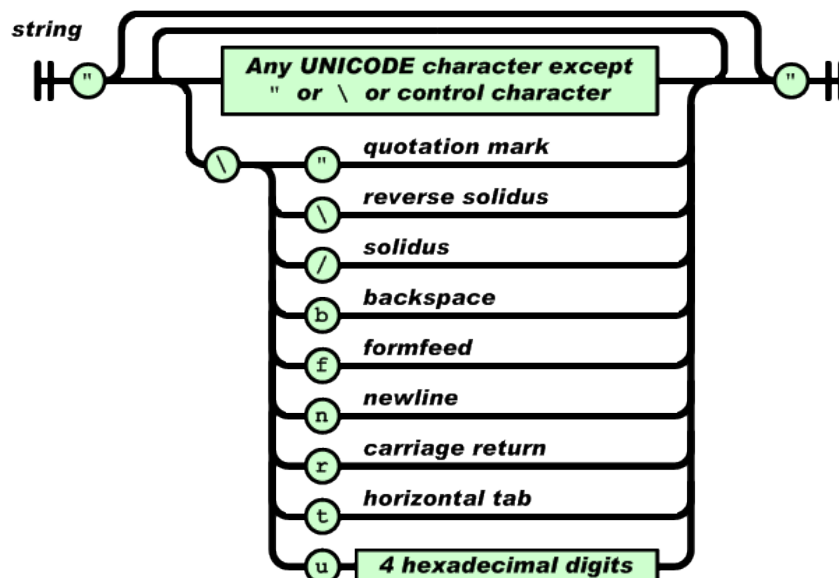 string
" Any UNICODE character except "
" or \ or control character
\ " quotation mark
\ reverse solidus
/ solidus
b backspace
f formfeed
n newline
r carriage return
t horizontal tab
u 4 hexadecimal digits